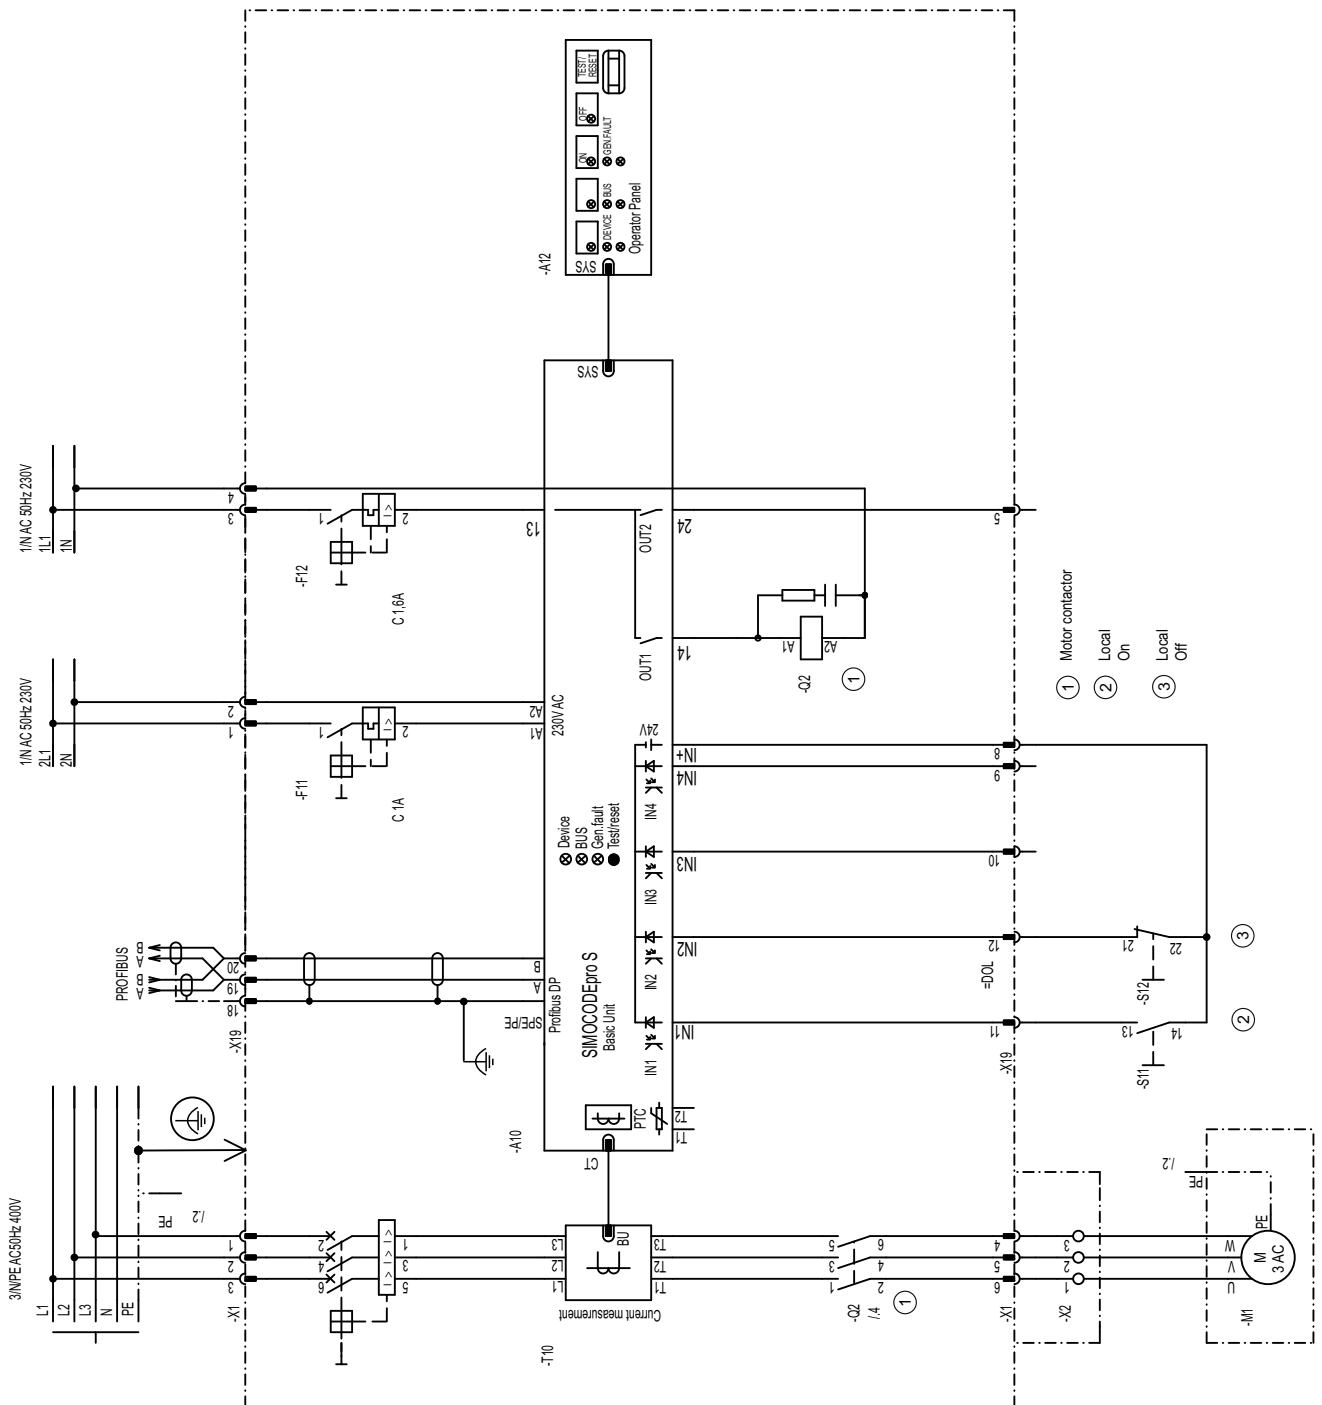 TEST/
RESET
OFF
ON
GEN.FAULT
BUS
DEVICE
Operator Panel
SYS
-A12
SYS
1/N AC 50Hz 230V
1L1
1N
4
3
1
2
-F12
C 1,6A
13
OUT2
24
5
OUT1
14
A1
A2
-Q2
1
1/N AC 50Hz 230V
2L1
2N
2
1
1
2
-F11
C 1A
A2
A1
230V AC
24V
IN+
IN4
IN4
8
9
Device
BUS
Gen.fault
Test/reset
IN3
IN3
10
PROFIBUS
B
A
B
A
20
19
18
-X19
B
A
Profibus DP
SPE/PE
SIMOCODEpro S
Basic Unit
IN2
IN2
12
=DOL
21
22
-S12
3
IN1
IN1
11
-X19
13
14
-S11
2
1
Motor contactor
2
Local
On
3
Local
Off
PTC
T2
T1
-A10
CT
3/N/PE AC50Hz 400V
L1
L2
L3
N
PE
PE
/.2
1
2
3
-X1
2
4
6
I>
I>
I>
1
3
5
L3
L2
L1
BU
T3
T2
T1
Current measurement
-T10
5
3
1
6
4
2
-Q2
/.4
1
4
5
6
-X1
3
2
1
-X2
/.2
PE
PE
W
V
U
M
3 AC
-M1